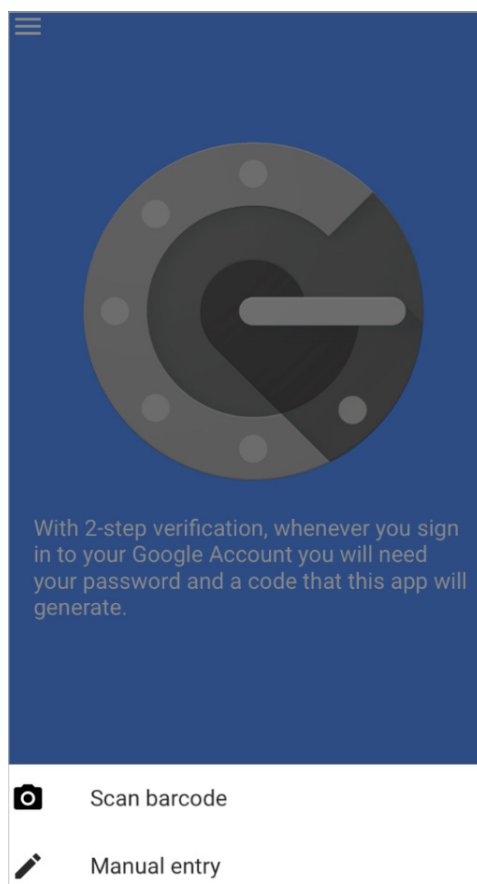 With 2-step verification, whenever you sign
in to your Google Account you will need
your password and a code that this app will
generate.
Scan barcode
Manual entry